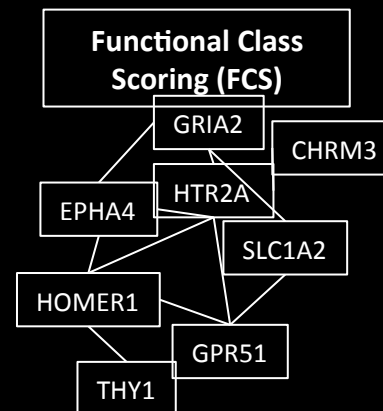 Functional Class
Scoring (FCS)
GRIA2
CHRM3
HTR2A
EPHA4
SLC1A2
HOMER1
GPR51
THY1